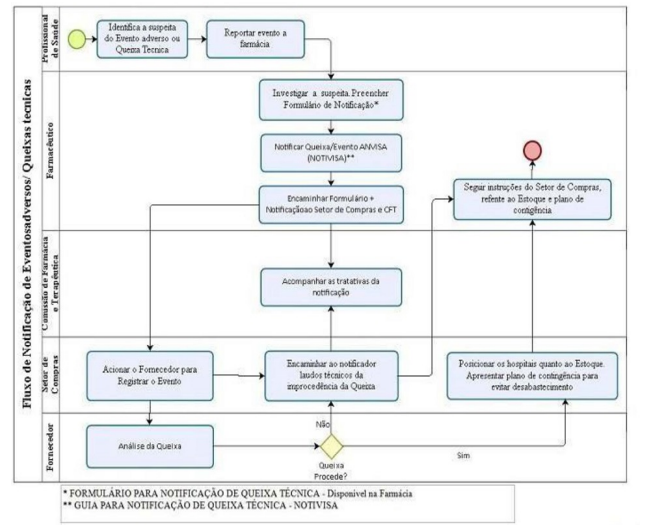 Fluxo de Notificação de Eventosadversos/ Queixas tecnicas
Profissional
de Saúde
Identifica a suspeita
do Evento adverso ou
Queixa Técnica
Reportar evento a
farmácia
Farmacêutico
Investigar a suspeita.Preencher
Formulário de Notificação*
Notificar Queixa/Evento ANVISA
(NOTIVISA)**
Encaminhar Formulário +
Notificaçãoao Setor de Compras e CFT
Seguir instruções do Setor de Compras,
refente ao Estoque e plano de
contigência
Comissão de Farmácia
e Terapêutica
Acompanhar as tratativas da
notificação
Setor de
Compras
Acionar o Fornecedor para
Registrar o Evento
Encaminhar ao notificador
laudos técnicos da
improcedência da Queixa
Posicionar os hospitais quanto ao Estoque.
Apresentar plano de contingência para
evitar desabastecimento
Fornecedor
Análise da Queixa
Não
Queixa
Procede?
Sim
* FORMULÁRIO PARA NOTIFICAÇÃO DE QUEIXA TÉCNICA - Disponivel na Farmácia
** GUIA PARA NOTIFICAÇÃO DE QUEIXA TÉCNICA - NOTIVISA